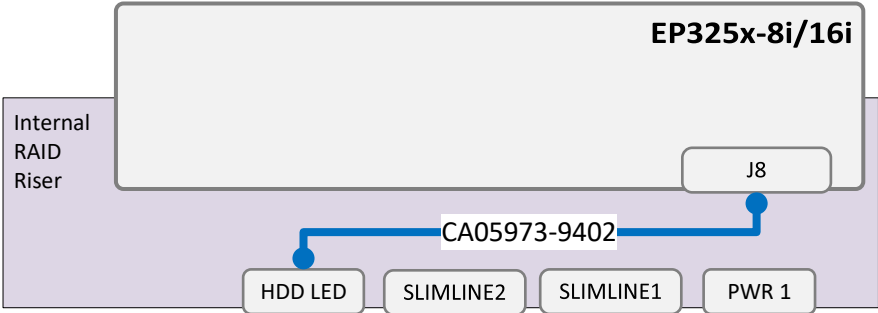 EP325x-8i/16i
Internal
RAID
Riser
J8
CA05973-9402
HDD LED
SLIMLINE2
SLIMLINE1
PWR 1